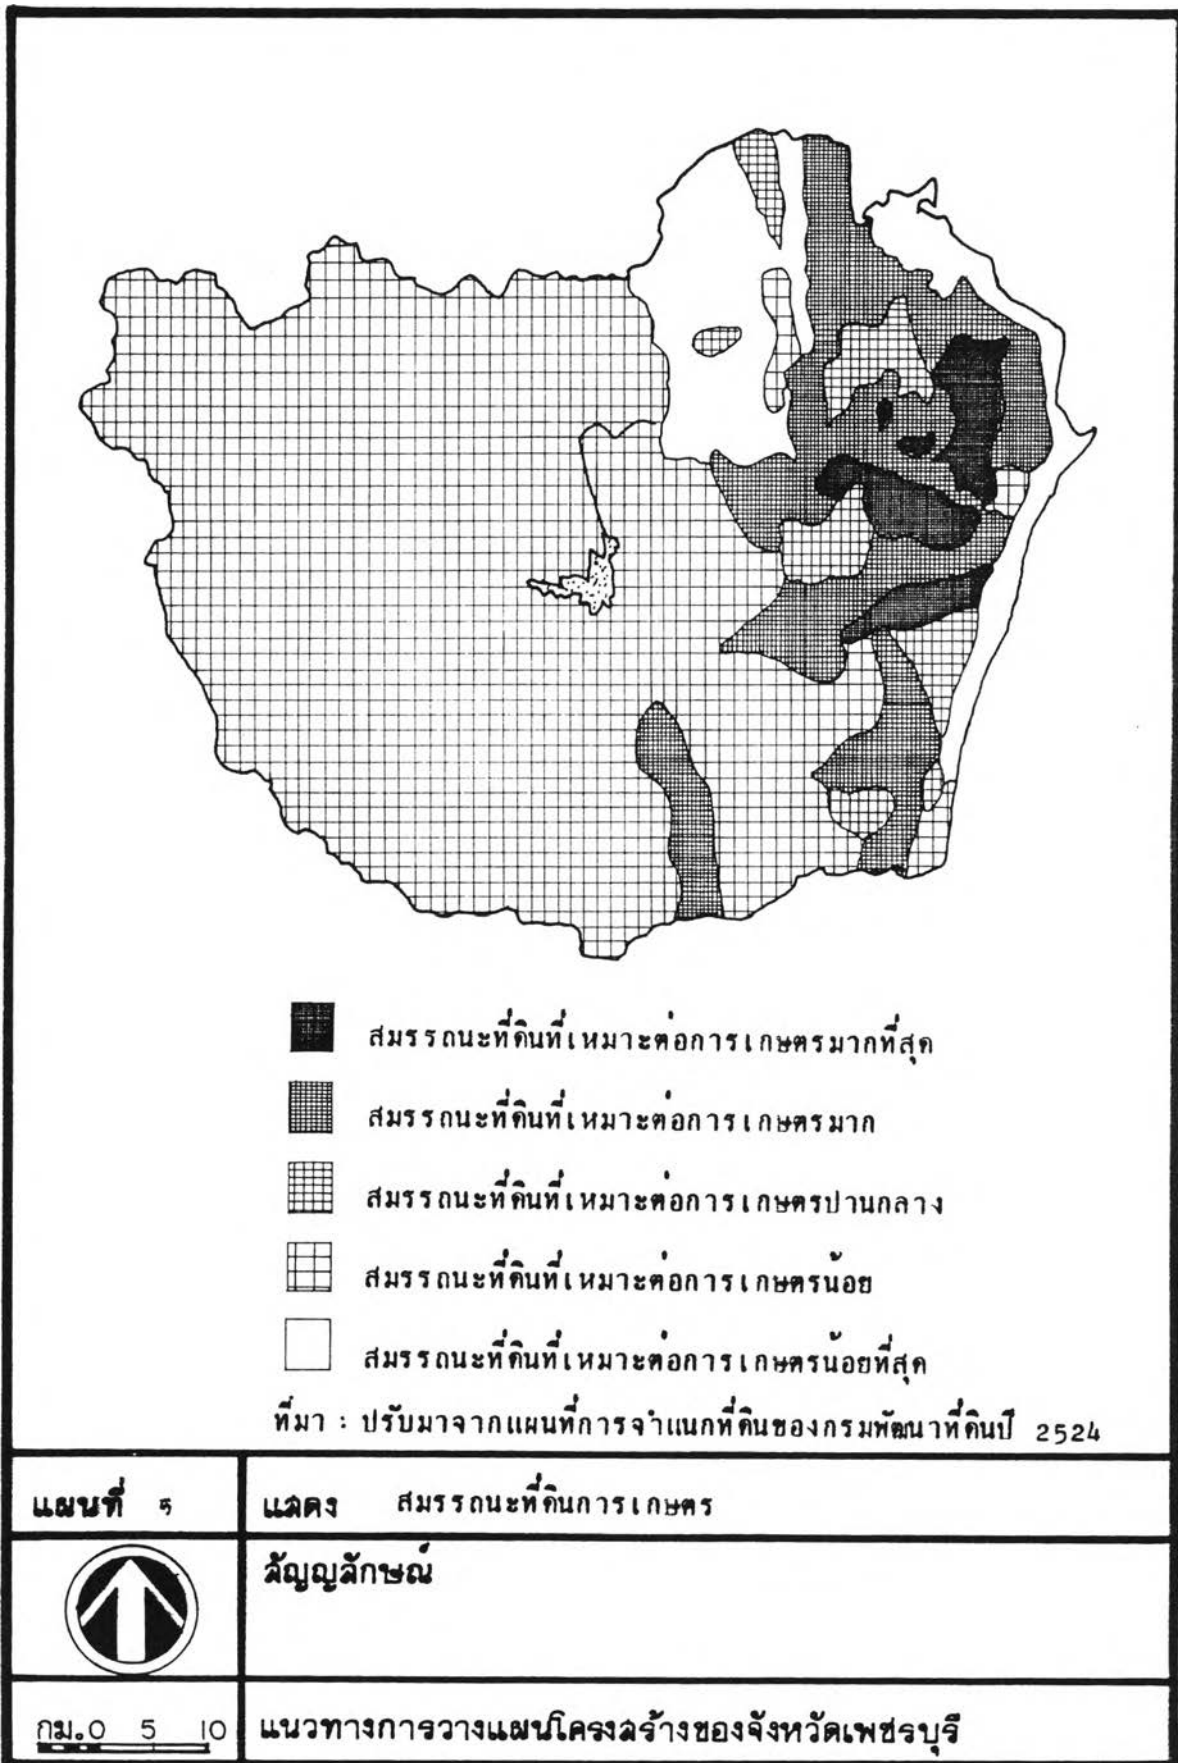 สมรรถนะที่ดินที่เหมาะต่อการเกษตรมากที่สุด
สมรรถนะที่ดินที่เหมาะต่อการเกษตรมาก
สมรรถนะที่ดินที่เหมาะต่อการเกษตรปานกลาง
สมรรถนะที่ดินที่เหมาะต่อการเกษตรน้อย
สมรรถนะที่ดินที่เหมาะต่อการเกษตรน้อยที่สุด
ที่มา : ปรับมาจากแผนที่การจำแนกที่ดินของกรมพัฒนาที่ดินปี 2524
แผนที่ 5
แสดง สมรรถนะที่ดินการเกษตร
สัญญลักษณ์
กม. 0 5 10
แนวทางการวางแผนโครงสร้างของจังหวัดเพชรบุรี